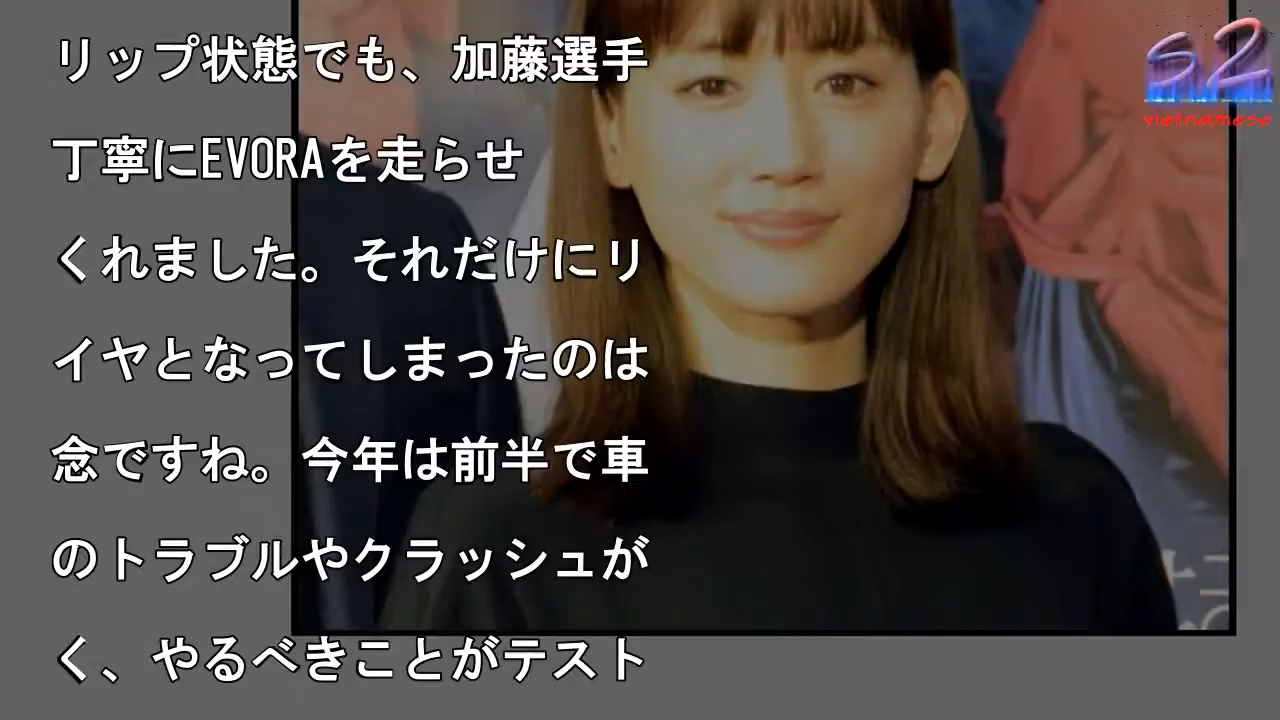 リップ状態でも、加藤選手
丁寧にEVORAを走らせ
くれました。それだけにリ
イヤとなってしまったのは
念ですね。今年は前半で車
のトラブルやクラッシュが
く、やるべきことがテスト
s2
vietnamese